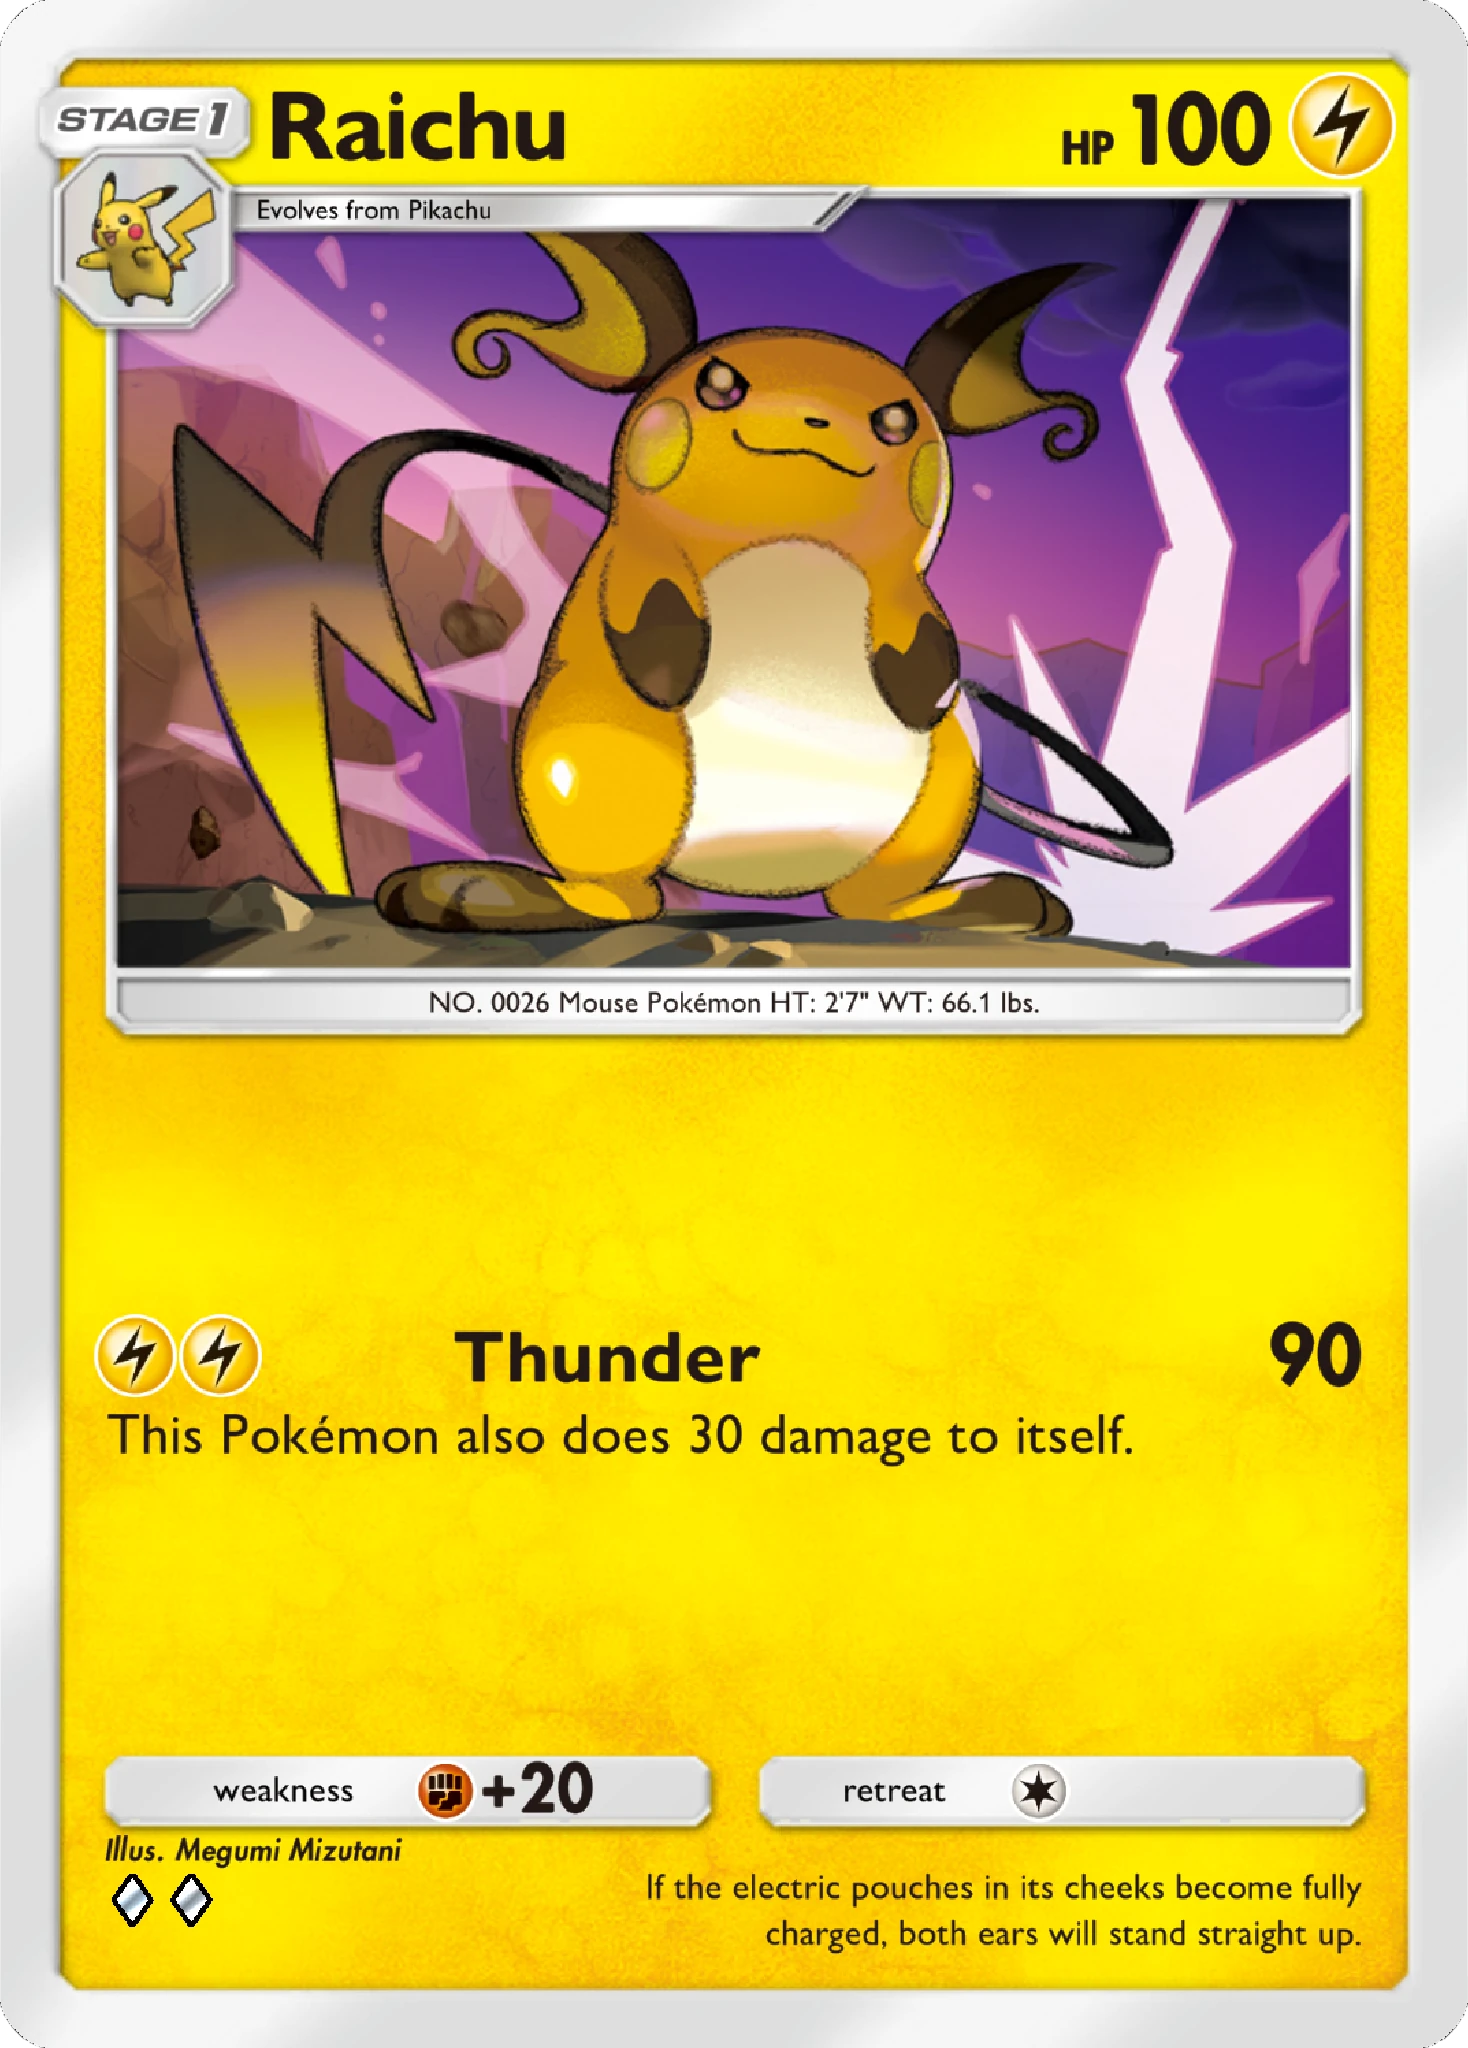 STAGE 1
Raichu
HP 100
Evolves from Pikachu
NO. 0026 Mouse Pokémon HT: 2'7" WT: 66.1 lbs.
Thunder 90
This Pokémon also does 30 damage to itself.
weakness +20
retreat
Illus. Megumi Mizutani
If the electric pouches in its cheeks become fully
charged, both ears will stand straight up.